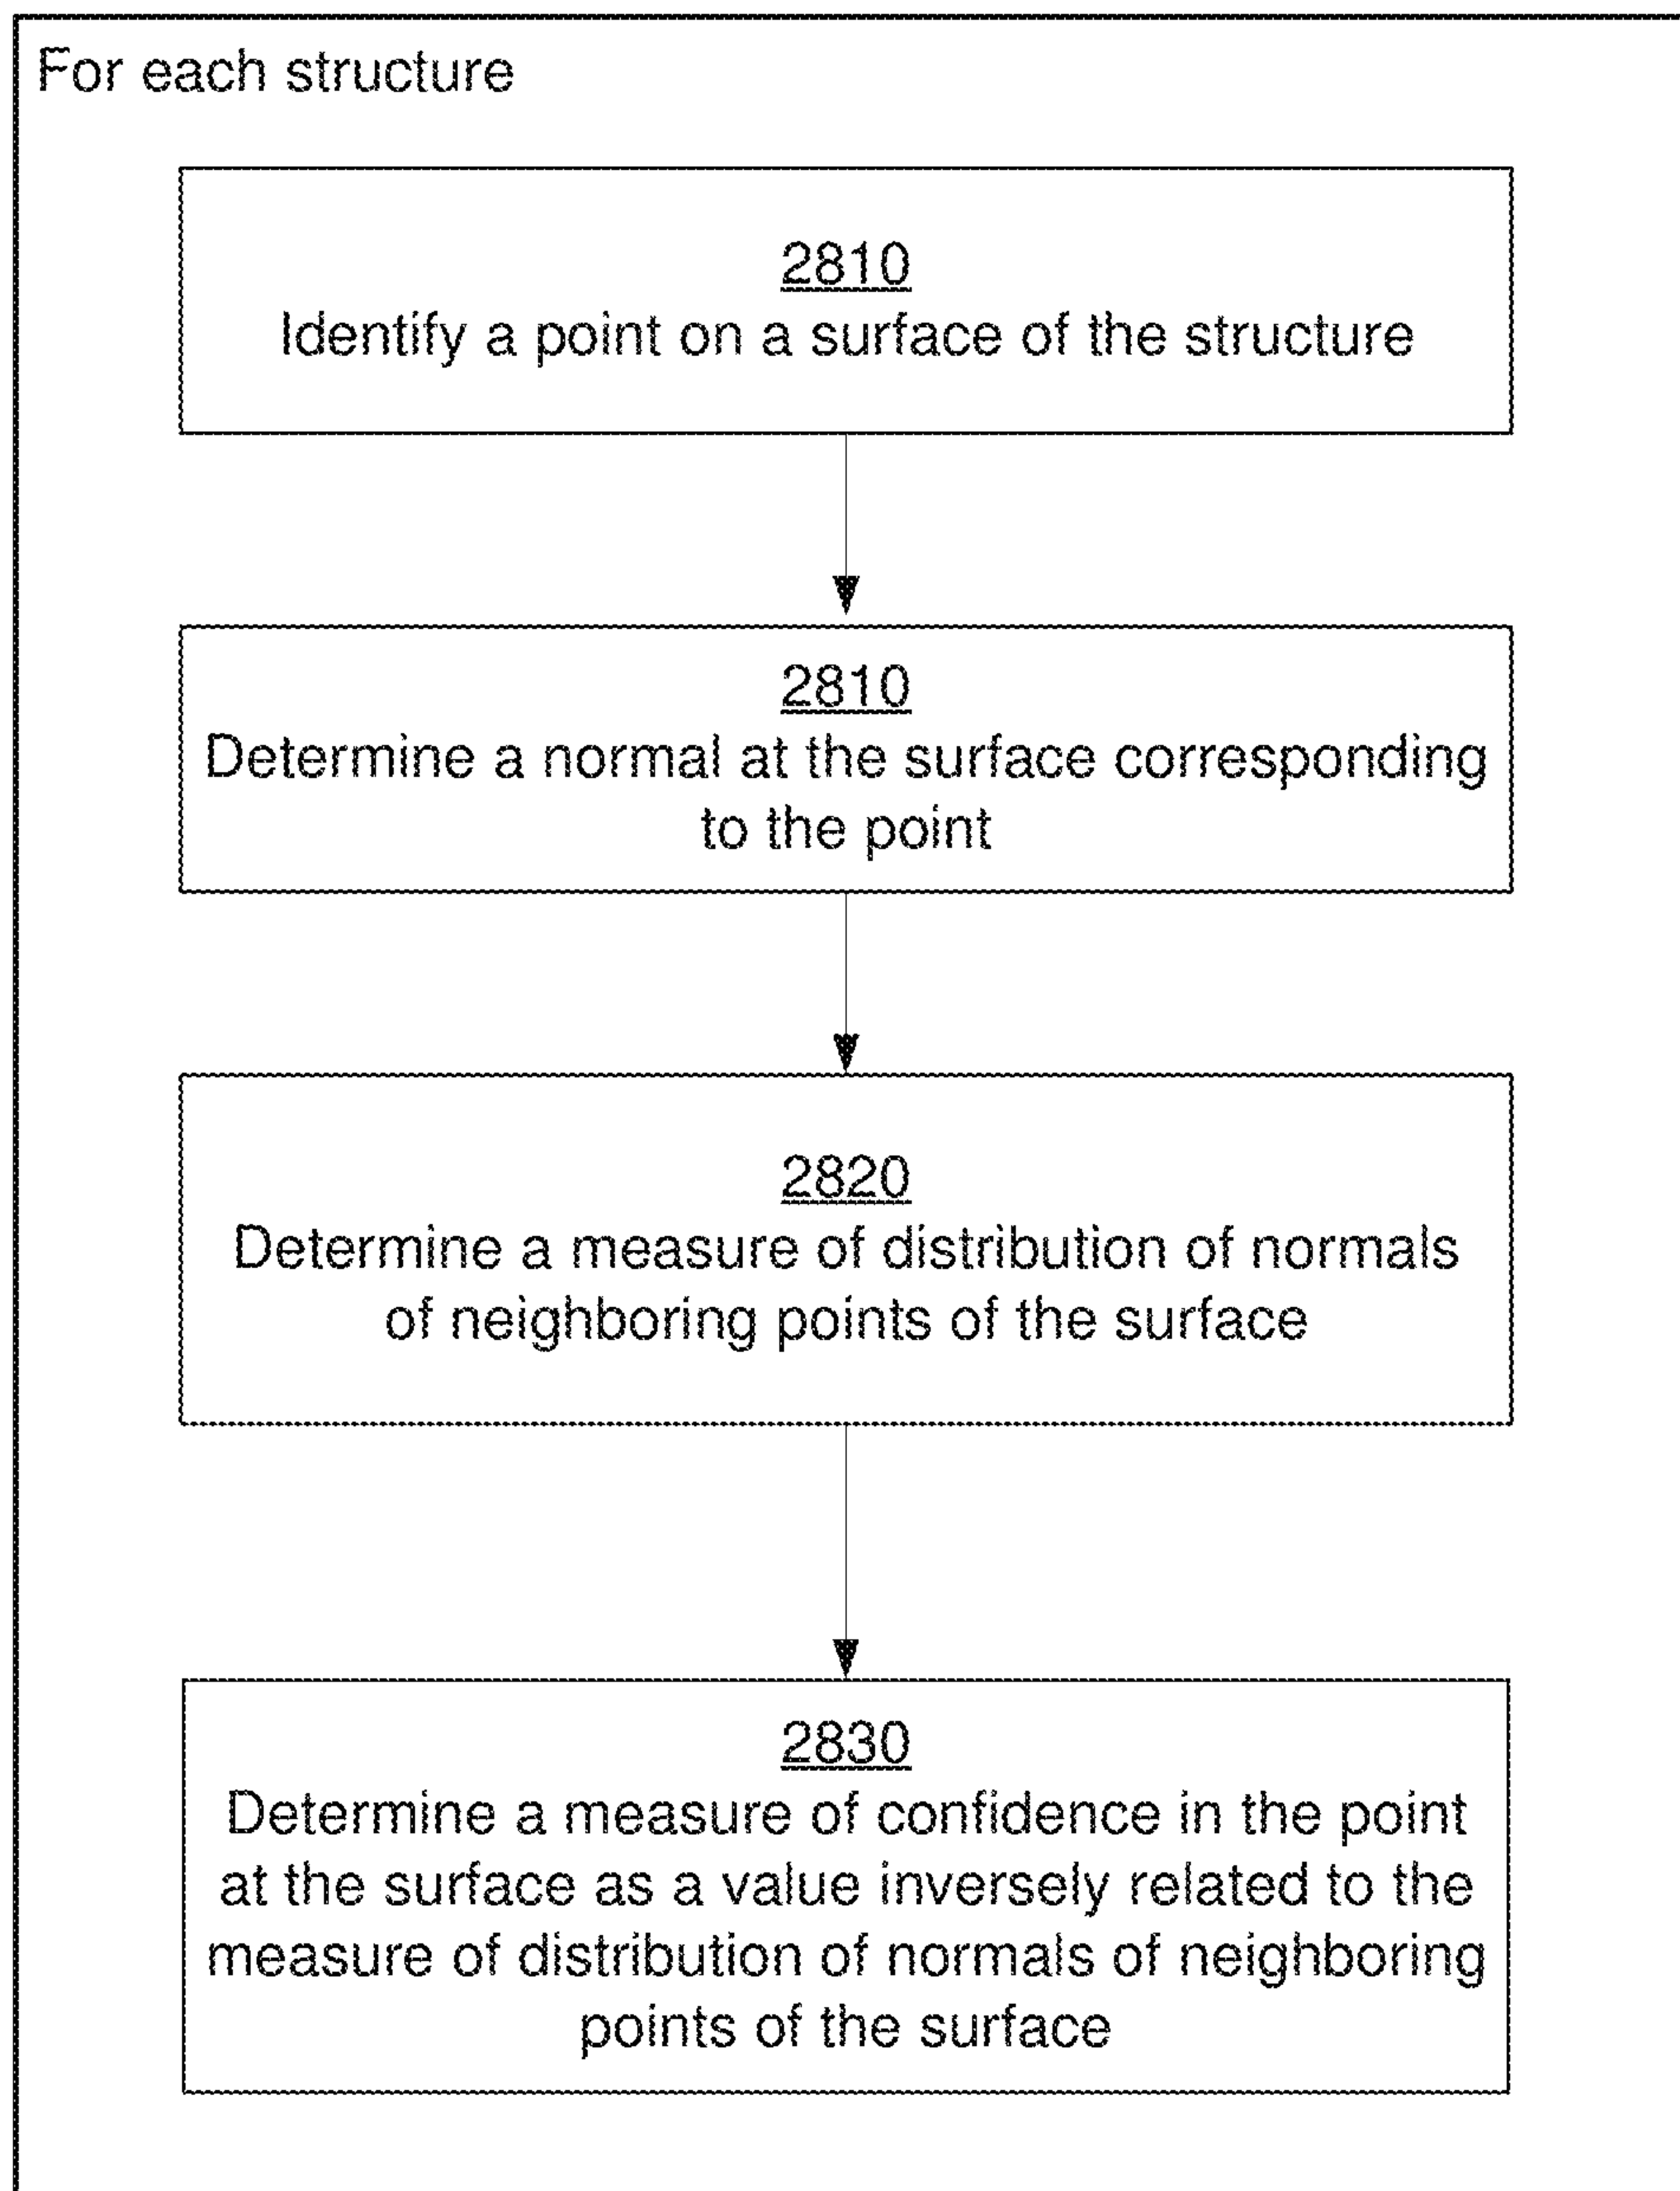 For each structure
2810
Identify a point on a surface of the structure
2810
Determine a normal at the surface corresponding
to the point
2820
Determine a measure of distribution of normals
of neighboring points of the surface
2830
Determine a measure of confidence in the point
at the surface as a value inversely related to the
measure of distribution of normals of neighboring
points of the surface